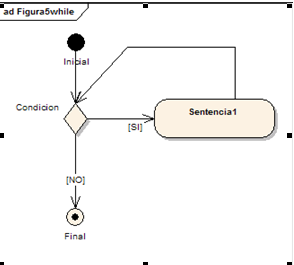 ad Figura5while
Inicial
Condicion
Sentencia1
[SI]
[NO]
Final